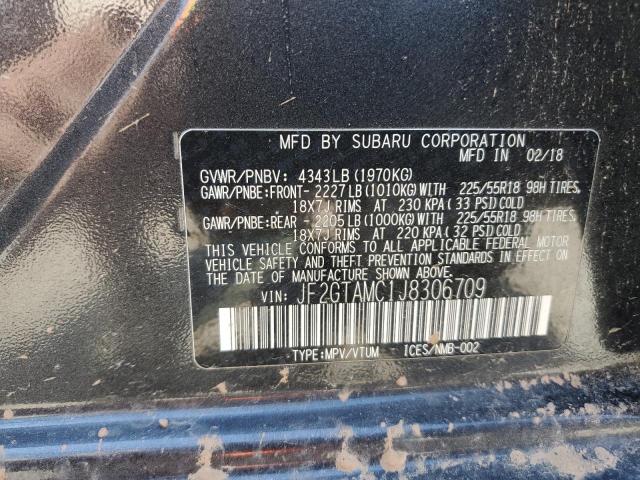 MFD BY SUBARU CORPORATION
MFD IN 02/18
GVWR/PNBV: 4343LB (1970KG)
GAWR/PNBE:FRONT- 2227LB (1010KG) WITH 225/55R18 98H TIRES,
18X7J RIMS AT 230 KPA (33 PSI) COLD
GAWR/PNBE:REAR - 2205LB (1000KG) WITH 225/55R18 98H TIRES,
18X7J RIMS AT 220 KPA (32 PSI) COLD
THIS VEHICLE CONFORMS TO ALL APPLICABLE FEDERAL MOTOR
VEHICLE SAFETY AND THEFT PREVENTION STANDARDS IN EFFECT ON
THE DATE OF MANUFACTURE SHOWN ABOVE.
VIN: JF2GTAMC1J8306709
TYPE:MPV/VTUM ICES/NMB-002